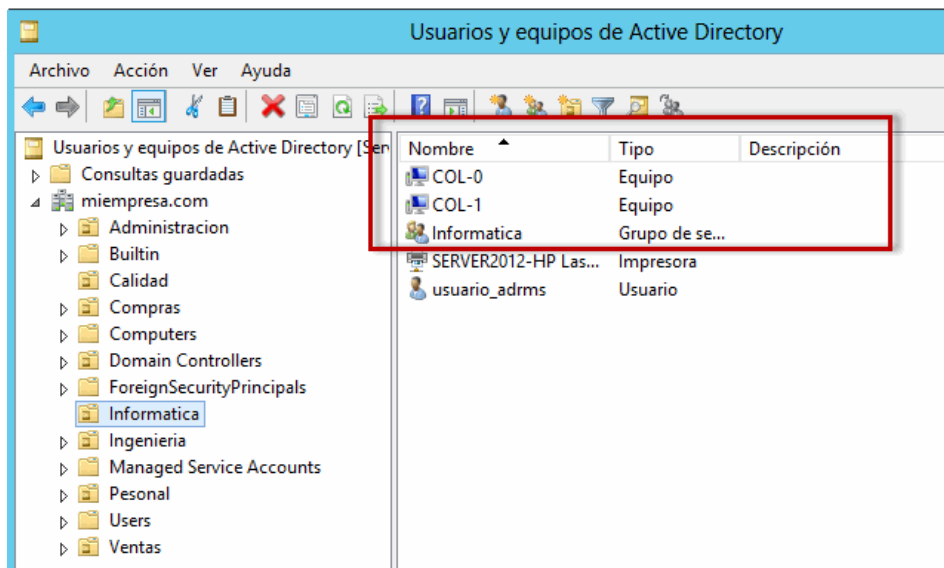 Usuarios y equipos de Active Directory
Archivo Acción Ver Ayuda
Usuarios y equipos de Active Directory [Ser
Consultas guardadas
miempresa.com
Administracion
Builtin
Calidad
Compras
Computers
Domain Controllers
ForeignSecurityPrincipals
Informatica
Ingenieria
Managed Service Accounts
Pesonal
Users
Ventas
Nombre Tipo Descripción
COL-0 Equipo
COL-1 Equipo
Informatica Grupo de se...
SERVER2012-HP Las... Impresora
usuario_adrms Usuario